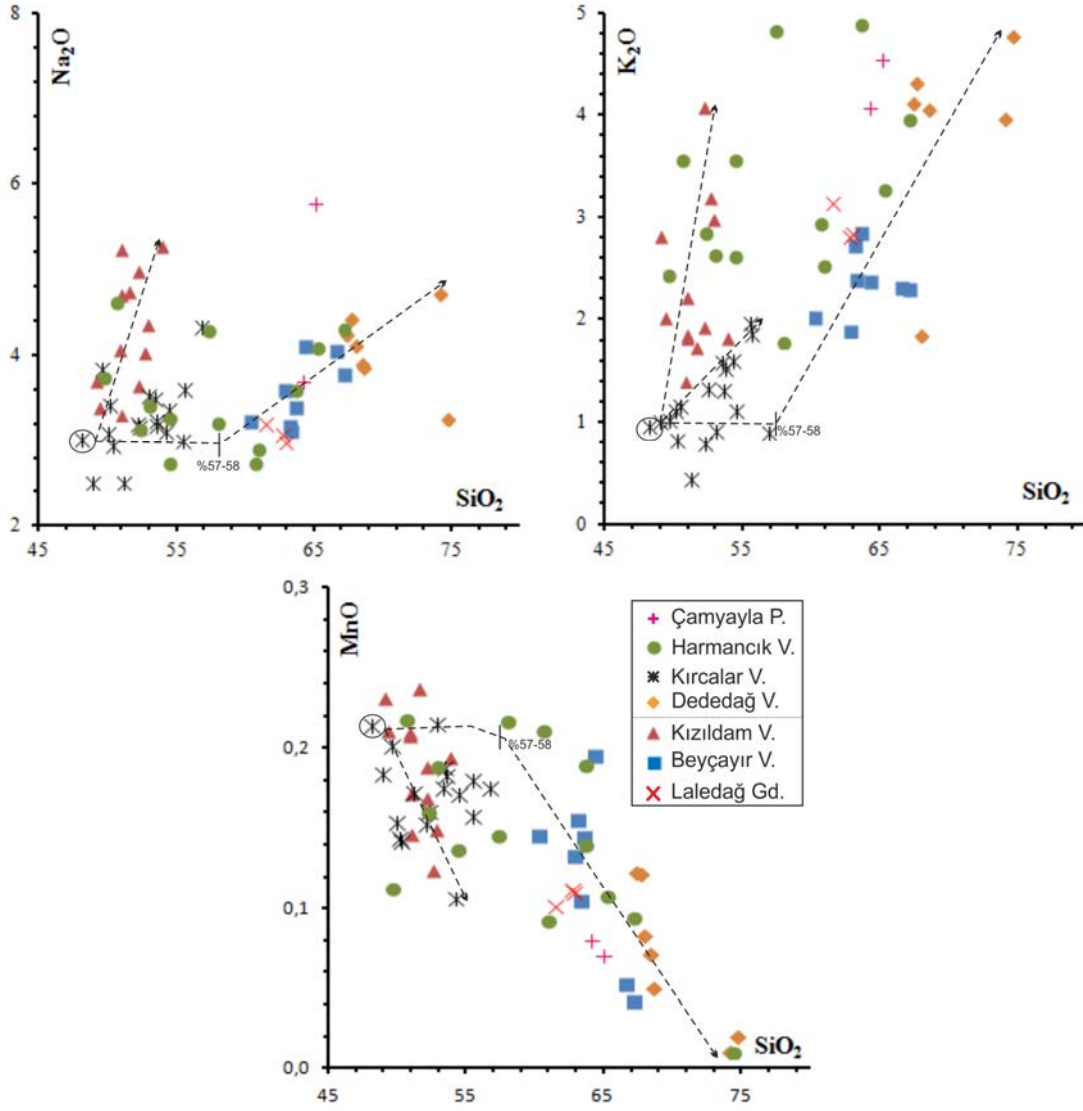 8
6
4
2
Na₂O
%57-58
SiO₂
45
55
65
75
5
4
3
2
1
0
K₂O
%57-58
SiO₂
45
55
65
75
0,3
0,2
0,1
0,0
MnO
%57-58
SiO₂
45
55
65
75
Çamyayla P.
Harmancık V.
Kırcalar V.
Dededağ V.
Kızıldam V.
Beyçayır V.
Laledağ Gd.